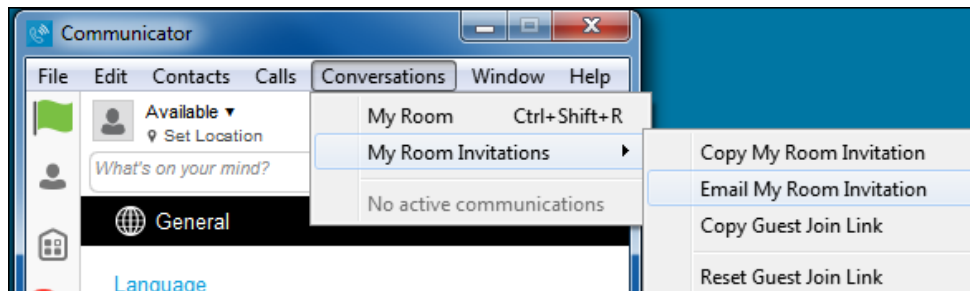 Communicator
File Edit Contacts Calls Conversations Window Help
Available
Set Location
What's on your mind?
General
Language
My Room Ctrl+Shift+R
My Room Invitations
No active communications
Copy My Room Invitation
Email My Room Invitation
Copy Guest Join Link
Reset Guest Join Link